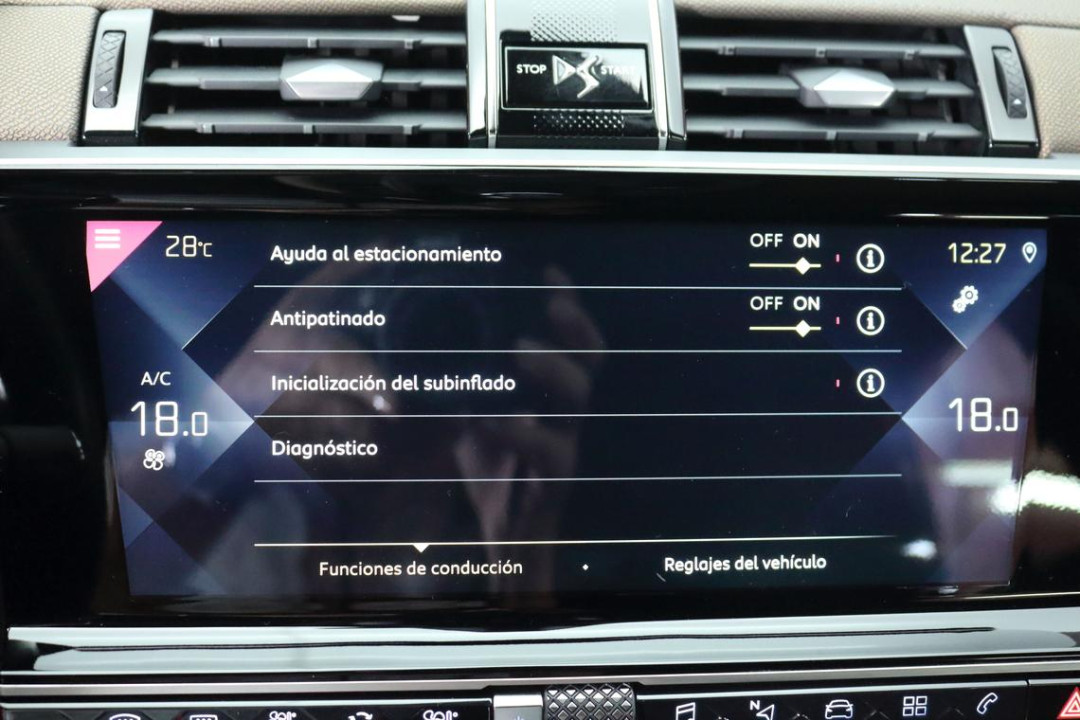 STOP START
28°C
Ayuda al estacionamiento
OFF ON
12:27
Antipatinado
OFF ON
A/C
Inicialización del subinflado
18.0
18.0
Diagnóstico
Funciones de conducción
Reglajes del vehículo
N